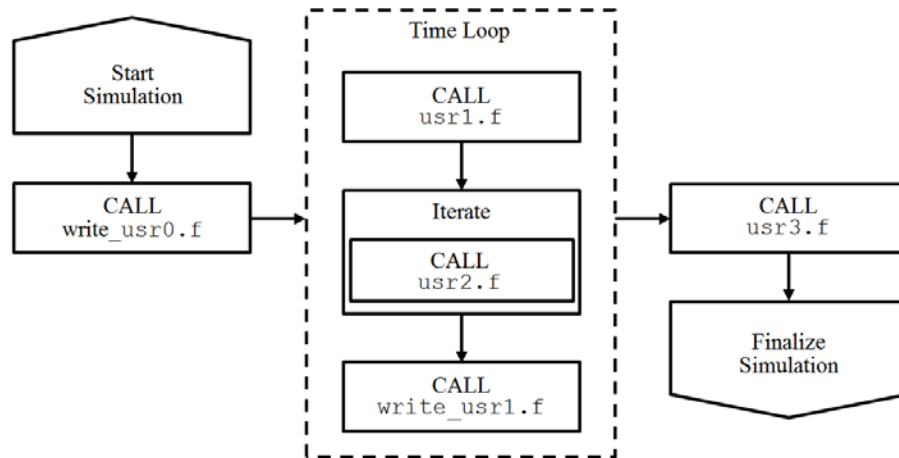 Start
Simulation
CALL
write_usr0.f
Time Loop
CALL
usr1.f
Iterate
CALL
usr2.f
CALL
write_usr1.f
CALL
usr3.f
Finalize
Simulation